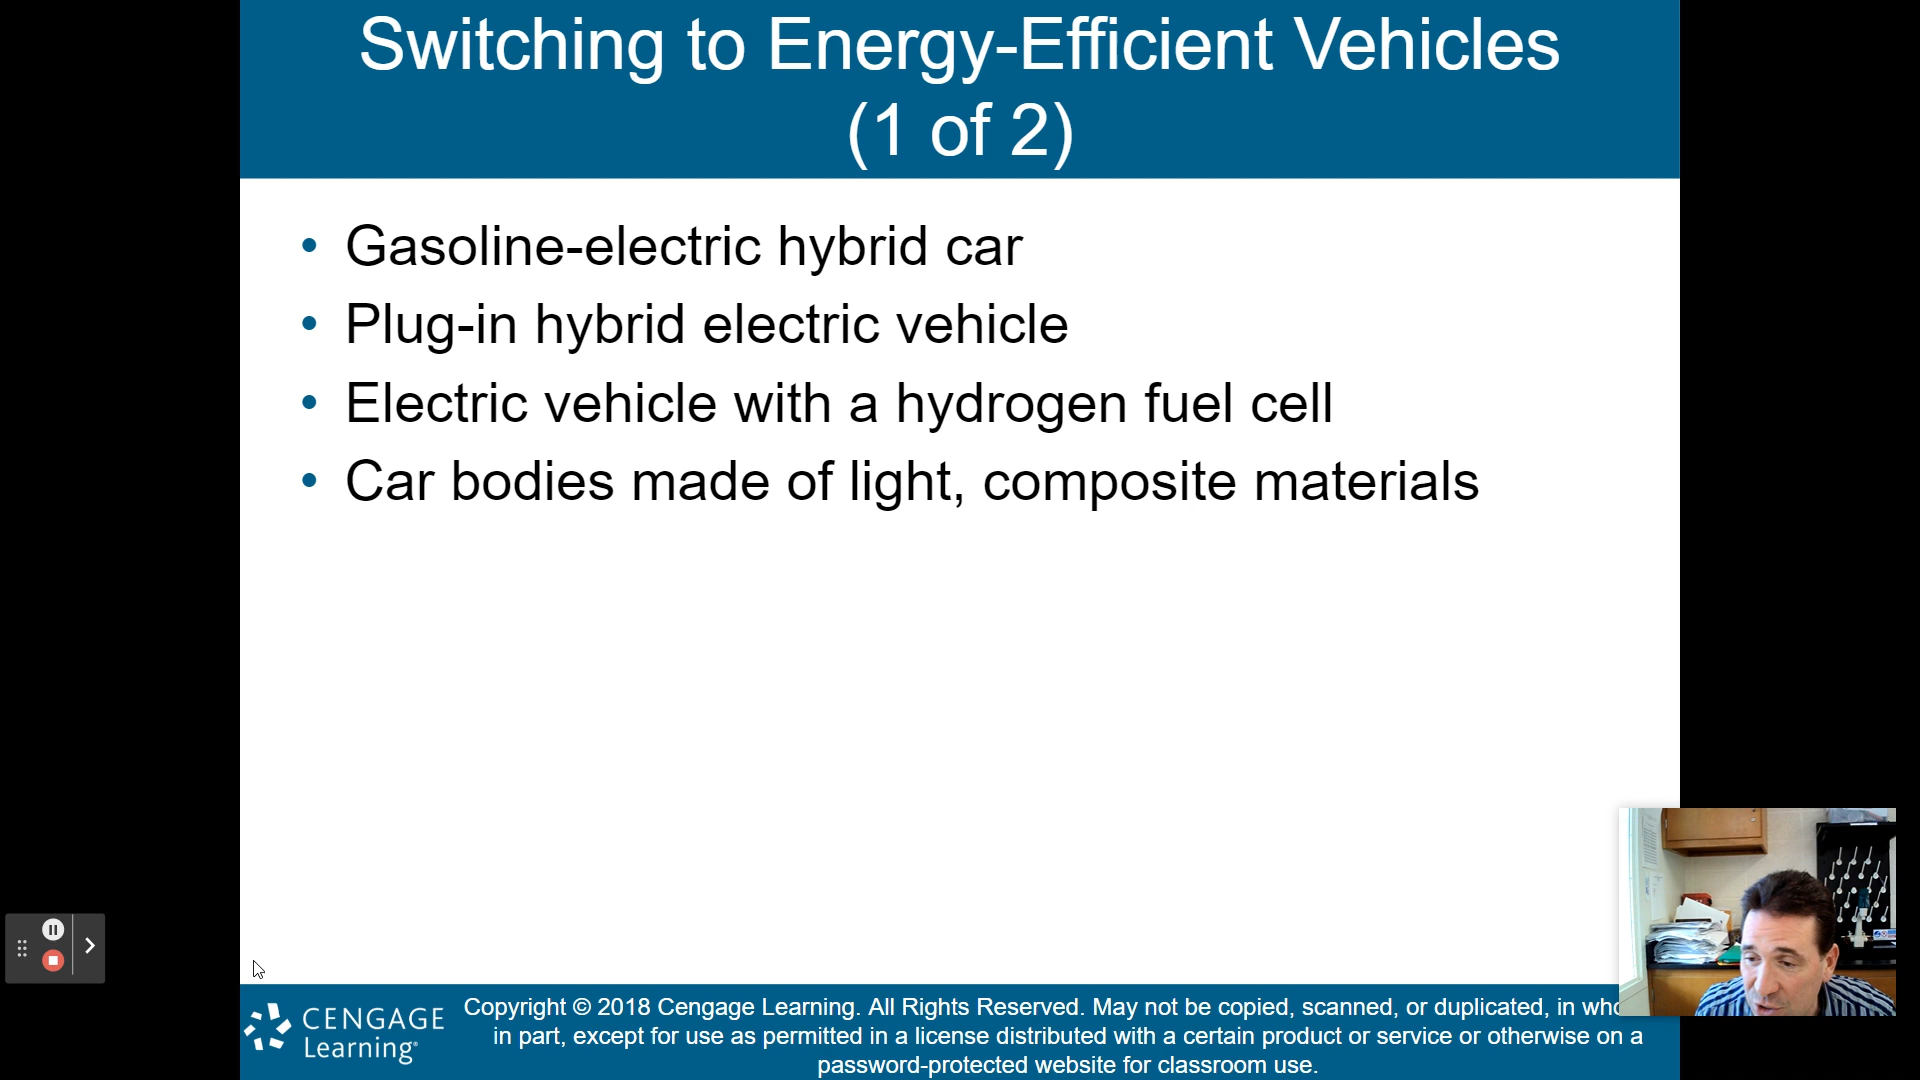 Switching to Energy-Efficient Vehicles
(1 of 2)
• Gasoline-electric hybrid car
• Plug-in hybrid electric vehicle
• Electric vehicle with a hydrogen fuel cell
• Car bodies made of light, composite materials
CENGAGE
Learning®
Copyright © 2018 Cengage Learning. All Rights Reserved. May not be copied, scanned, or duplicated, in
in part, except for use as permitted in a license distributed with a certain product or service or otherwise on a
password-protected website for classroom use.